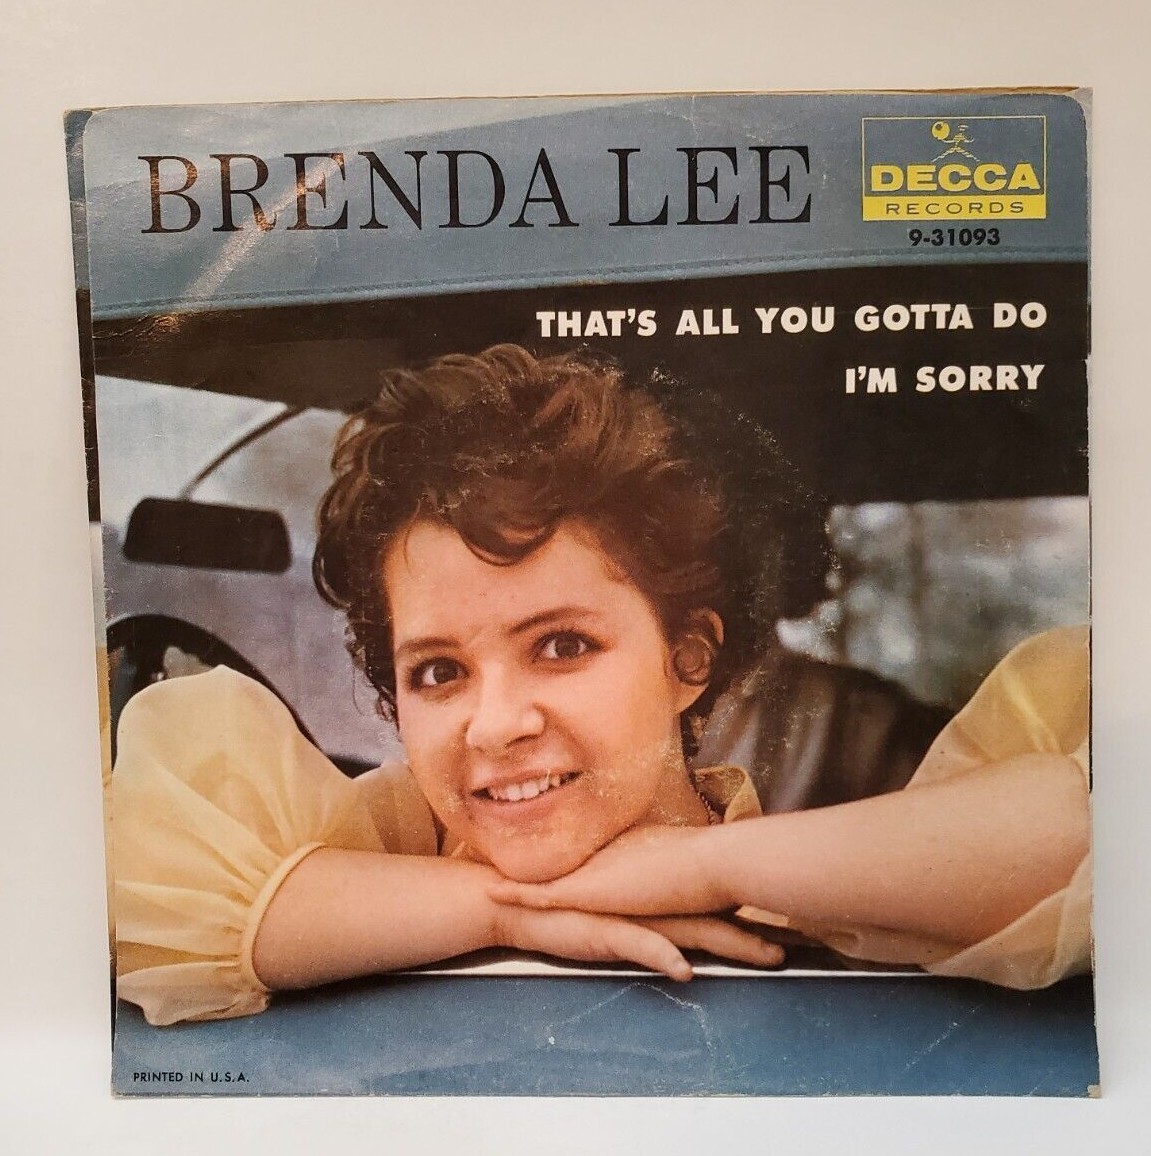 BRENDA LEE
DECCA
RECORDS
9-31093
THAT'S ALL YOU GOTTA DO
I'M SORRY
PRINTED IN U.S.A.